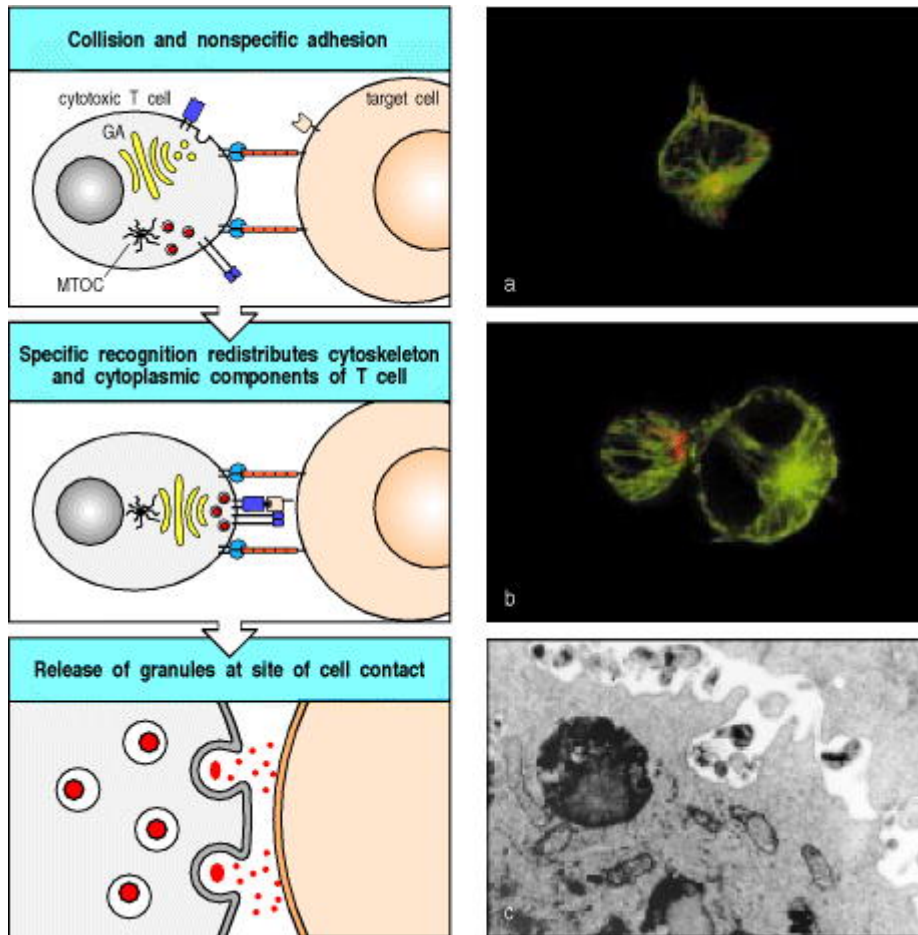 Collision and nonspecific adhesion
cytotoxic T cell
target cell
GA
MTOC
a
Specific recognition redistributes cytoskeleton
and cytoplasmic components of T cell
b
Release of granules at site of cell contact
c